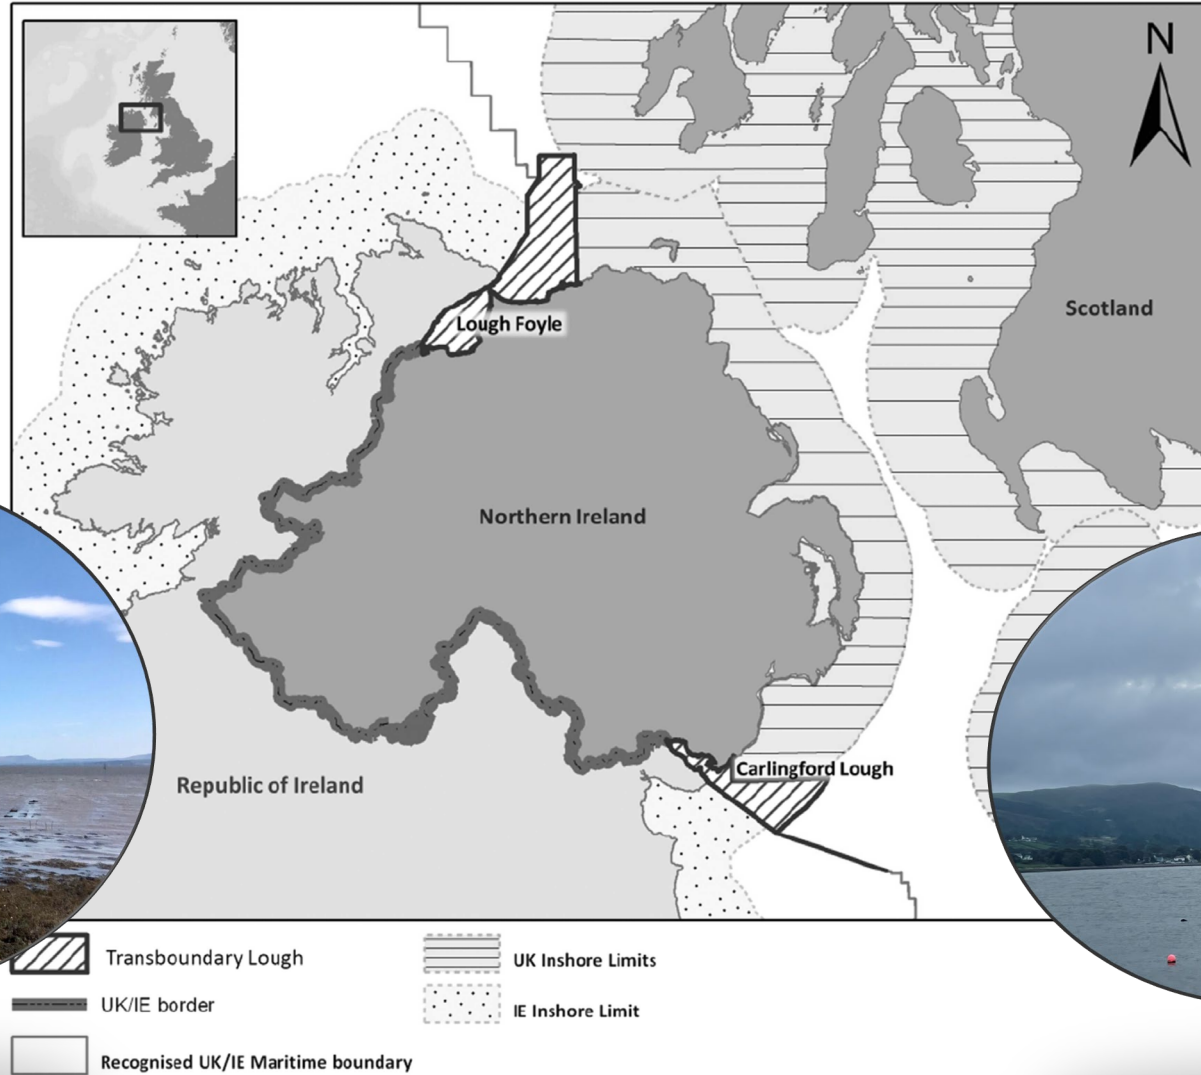 N
Scotland
Lough Foyle
Northern Ireland
Carlingford Lough
Republic of Ireland
Transboundary Lough
UK Inshore Limits
UK/IE border
IE Inshore Limit
Recognised UK/IE Maritime boundary